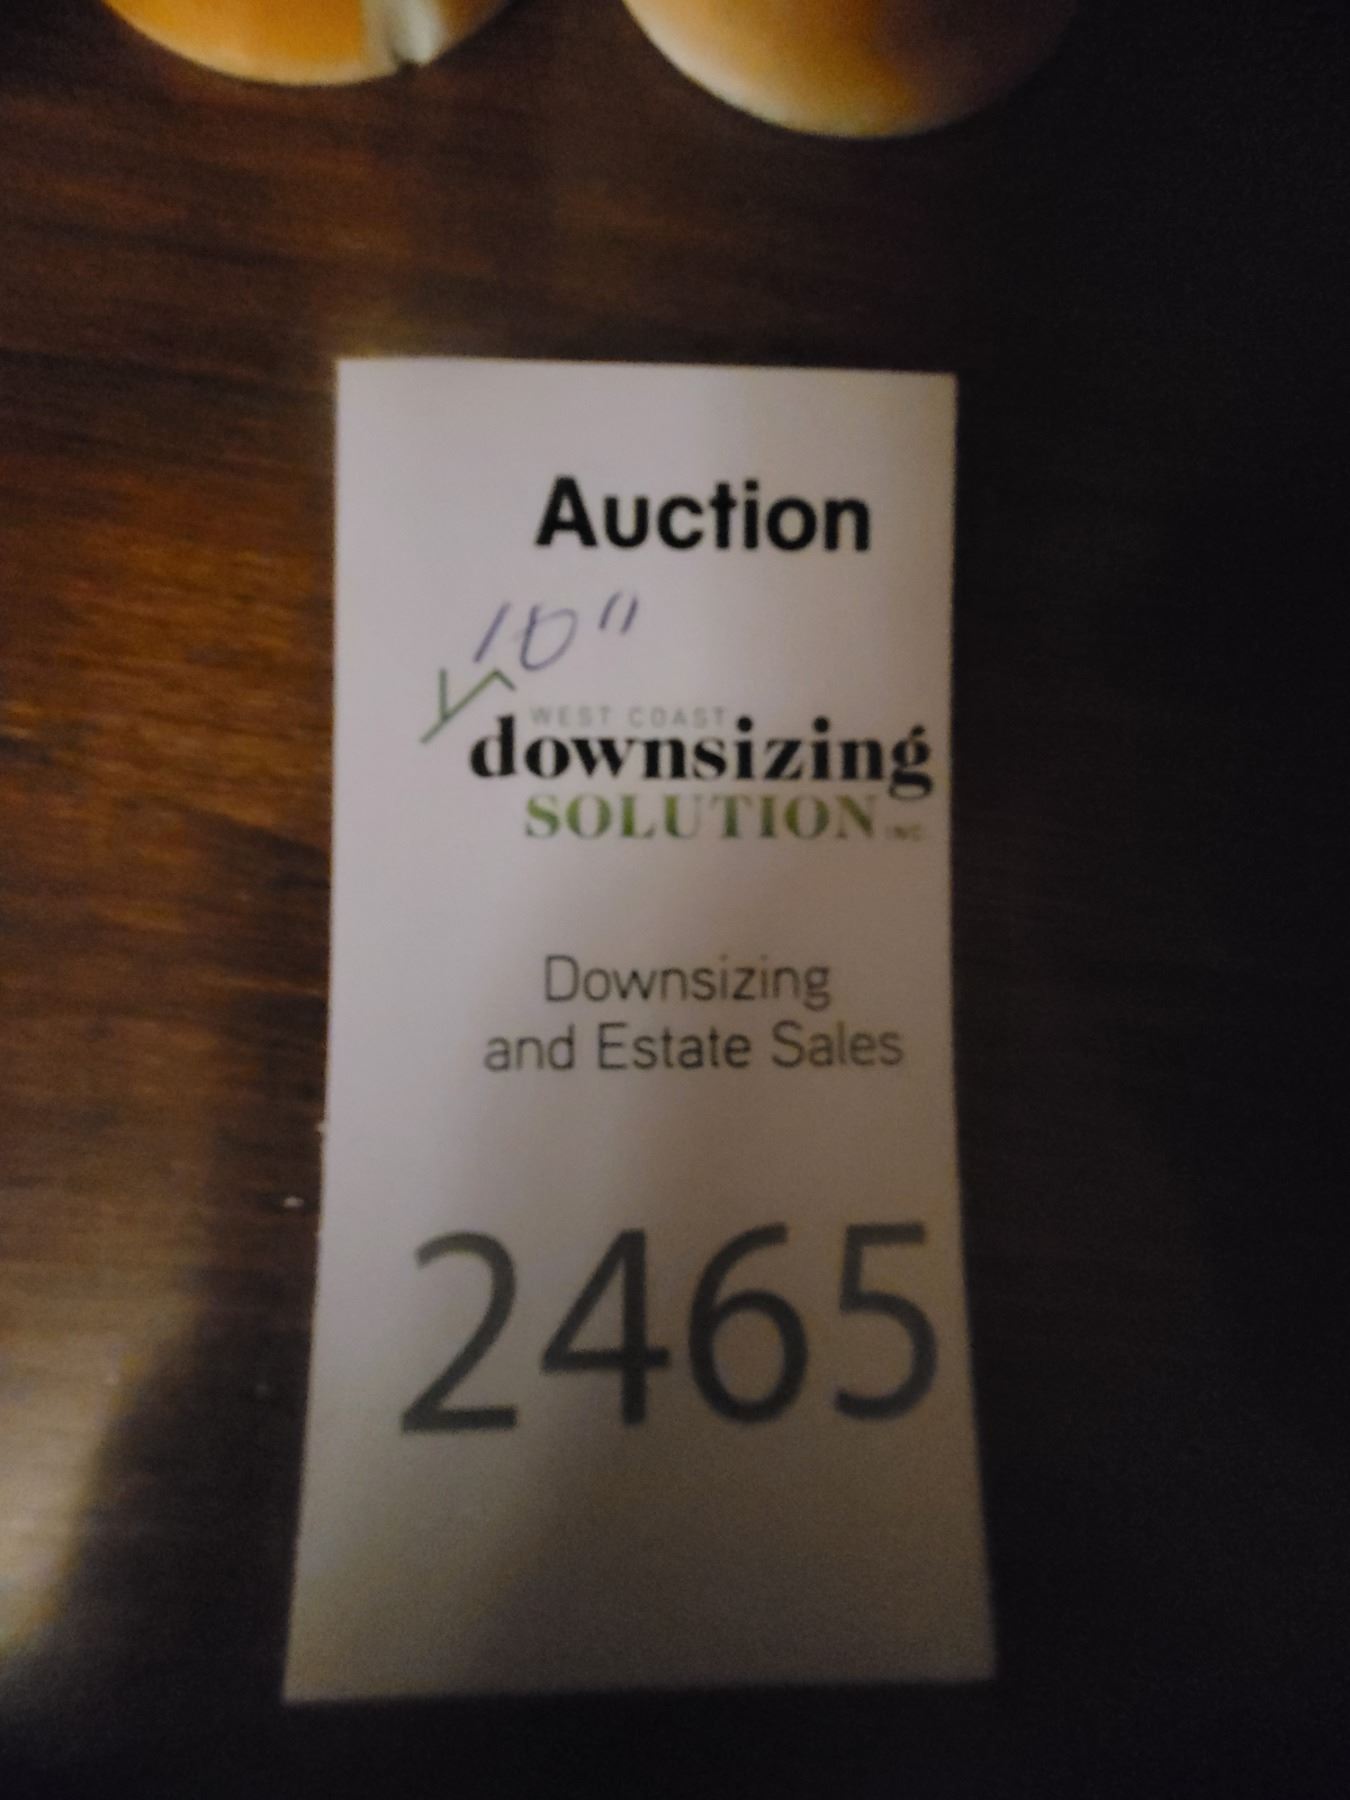 Auction
10"
WEST COAST
downsizing
SOLUTION INC.
Downsizing
and Estate Sales
2465